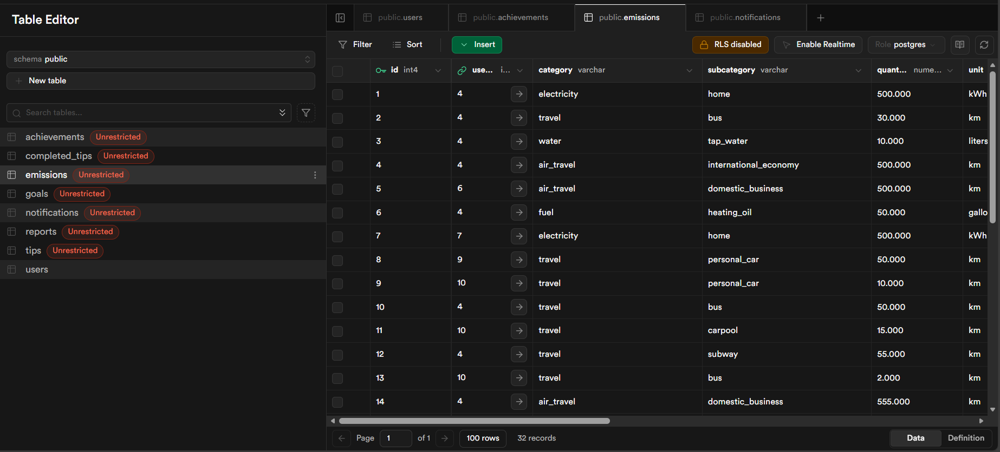 Table Editor
schema public
New table
Search tables...
achievements Unrestricted
completed_tips Unrestricted
emissions Unrestricted
goals Unrestricted
notifications Unrestricted
reports Unrestricted
tips Unrestricted
users
public.users public.achievements public.emissions public.notifications
Filter Sort Insert RLS disabled Enable Realtime Role postgres
id int4 use... i... category varchar subcategory varchar quant... nume... unit
1 4 electricity home 500.000 kWh
2 4 travel bus 30.000 km
3 4 water tap_water 10.000 liters
4 4 air_travel international_economy 500.000 km
5 6 air_travel domestic_business 500.000 km
6 4 fuel heating_oil 50.000 gallo
7 7 electricity home 500.000 kWh
8 9 travel personal_car 50.000 km
9 10 travel personal_car 10.000 km
10 4 travel bus 50.000 km
11 10 travel carpool 15.000 km
12 4 travel subway 55.000 km
13 10 travel bus 2.000 km
14 4 air_travel domestic_business 555.000 km
Page 1 of 1 100 rows 32 records Data Definition